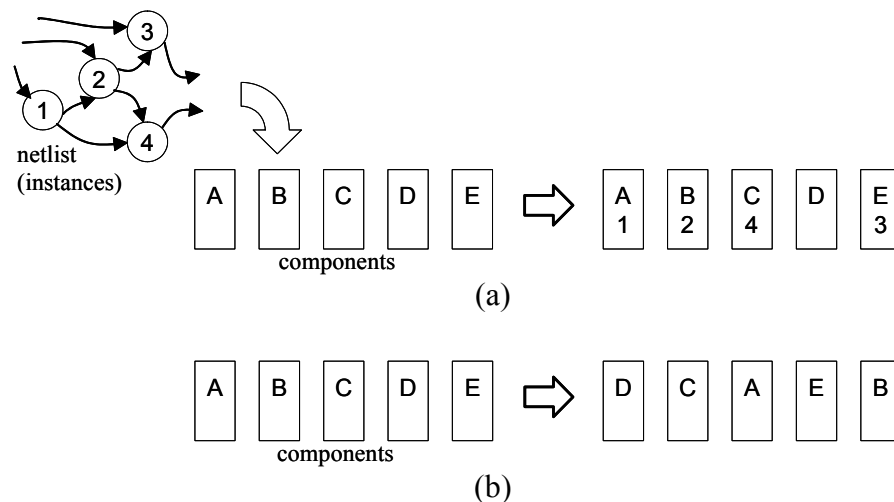 3
2
1
4
netlist
(instances)
A B C D E
A B C D E
1 2 4 3
components
(a)
A B C D E
D C A E B
components
(b)